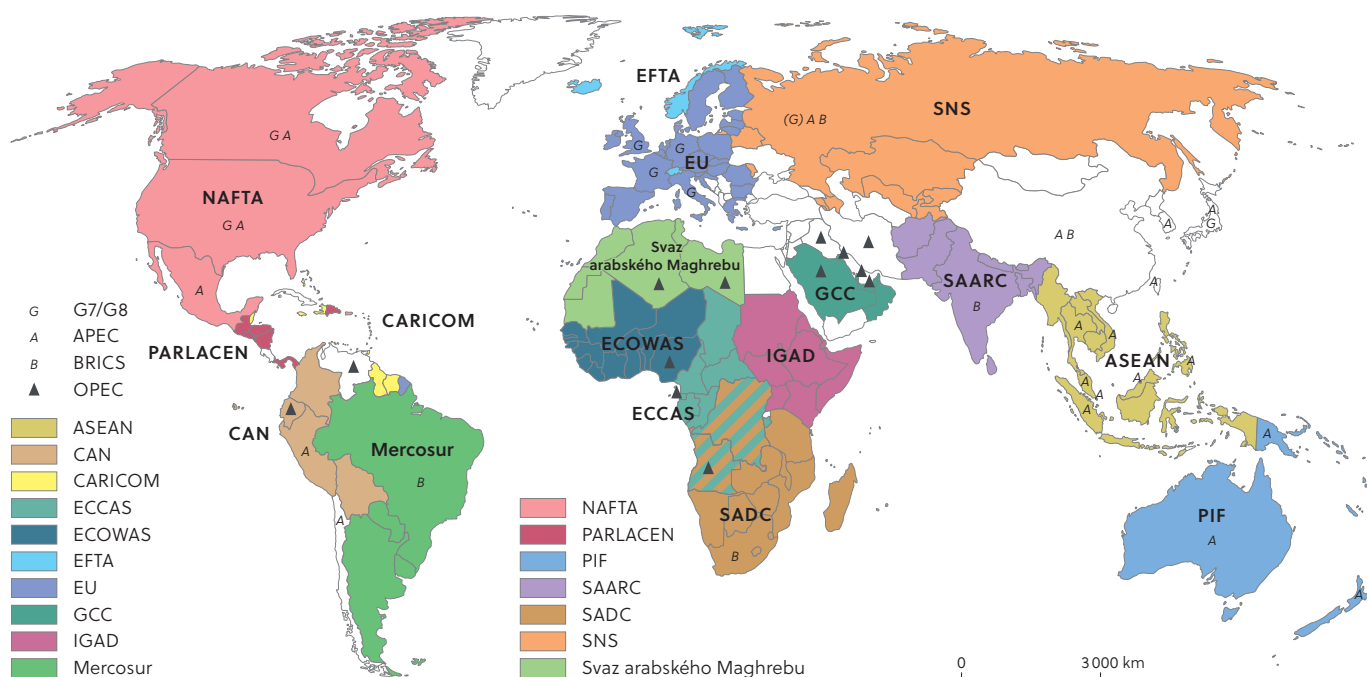 EFTA
SNS
(G) A B
G A
G
G
EU
G
G
NAFTA
G A
A
G
A
A B
Svaz
arabského Maghrebu
GCC
SAARC
B
A
A
CARICOM
PARLACEN
ECOWAS
IGAD
A
A
ASEAN
A
A
A
A
A
ECCAS
CAN
A
Mercosur
B
A
SADC
B
PIF
A
A
A
G G7/G8
A APEC
B BRICS
OPEC
ASEAN
CAN
CARICOM
ECCAS
ECOWAS
EFTA
EU
GCC
IGAD
Mercosur
NAFTA
PARLACEN
PIF
SAARC
SADC
SNS
Svaz arabského Maghrebu
0 3 000 km